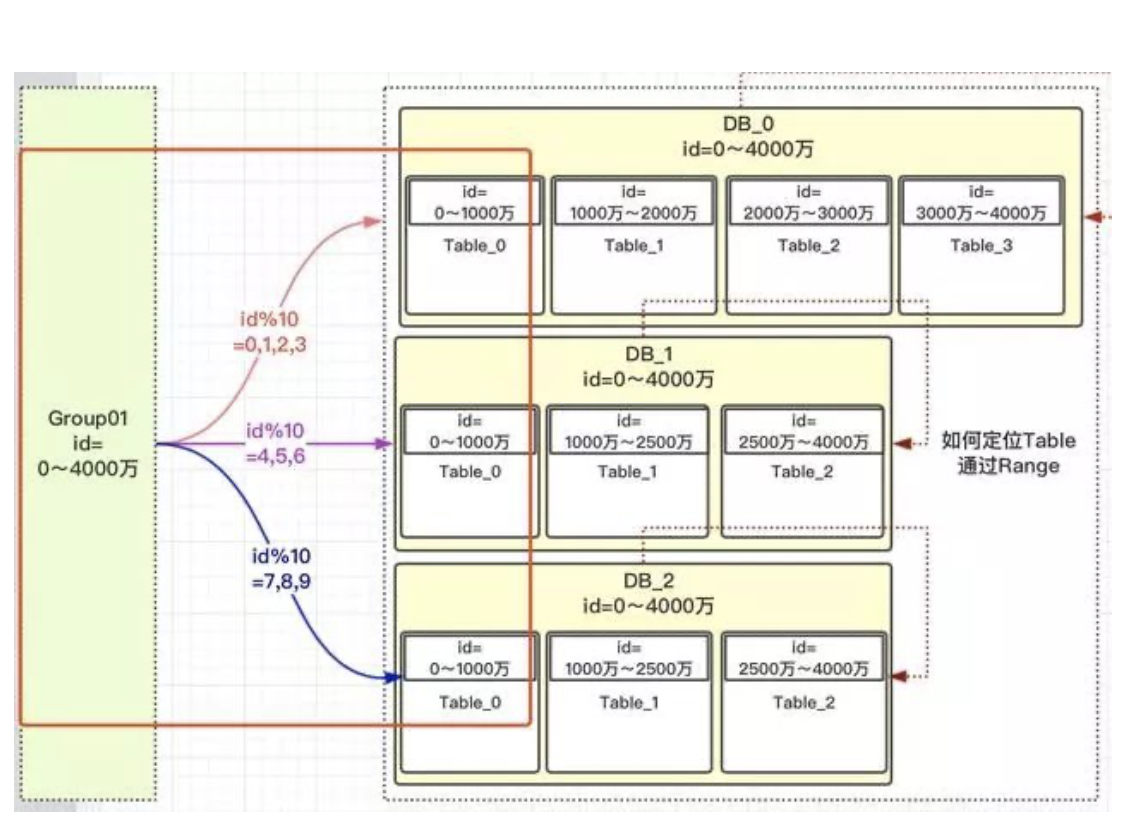 DB_0
id=0～4000万
id=
0～1000万
Table_0
id=
1000万～2000万
Table_1
id=
2000万～3000万
Table_2
id=
3000万～4000万
Table_3
id%10
=0,1,2,3
DB_1
id=0～4000万
id=
0～1000万
Table_0
id=
1000万～2500万
Table_1
id=
2500万～4000万
Table_2
Group01
id=
0～4000万
id%10
=4,5,6
如何定位Table
通过Range
id%10
=7,8,9
DB_2
id=0～4000万
id=
0～1000万
Table_0
id=
1000万～2500万
Table_1
id=
2500万～4000万
Table_2